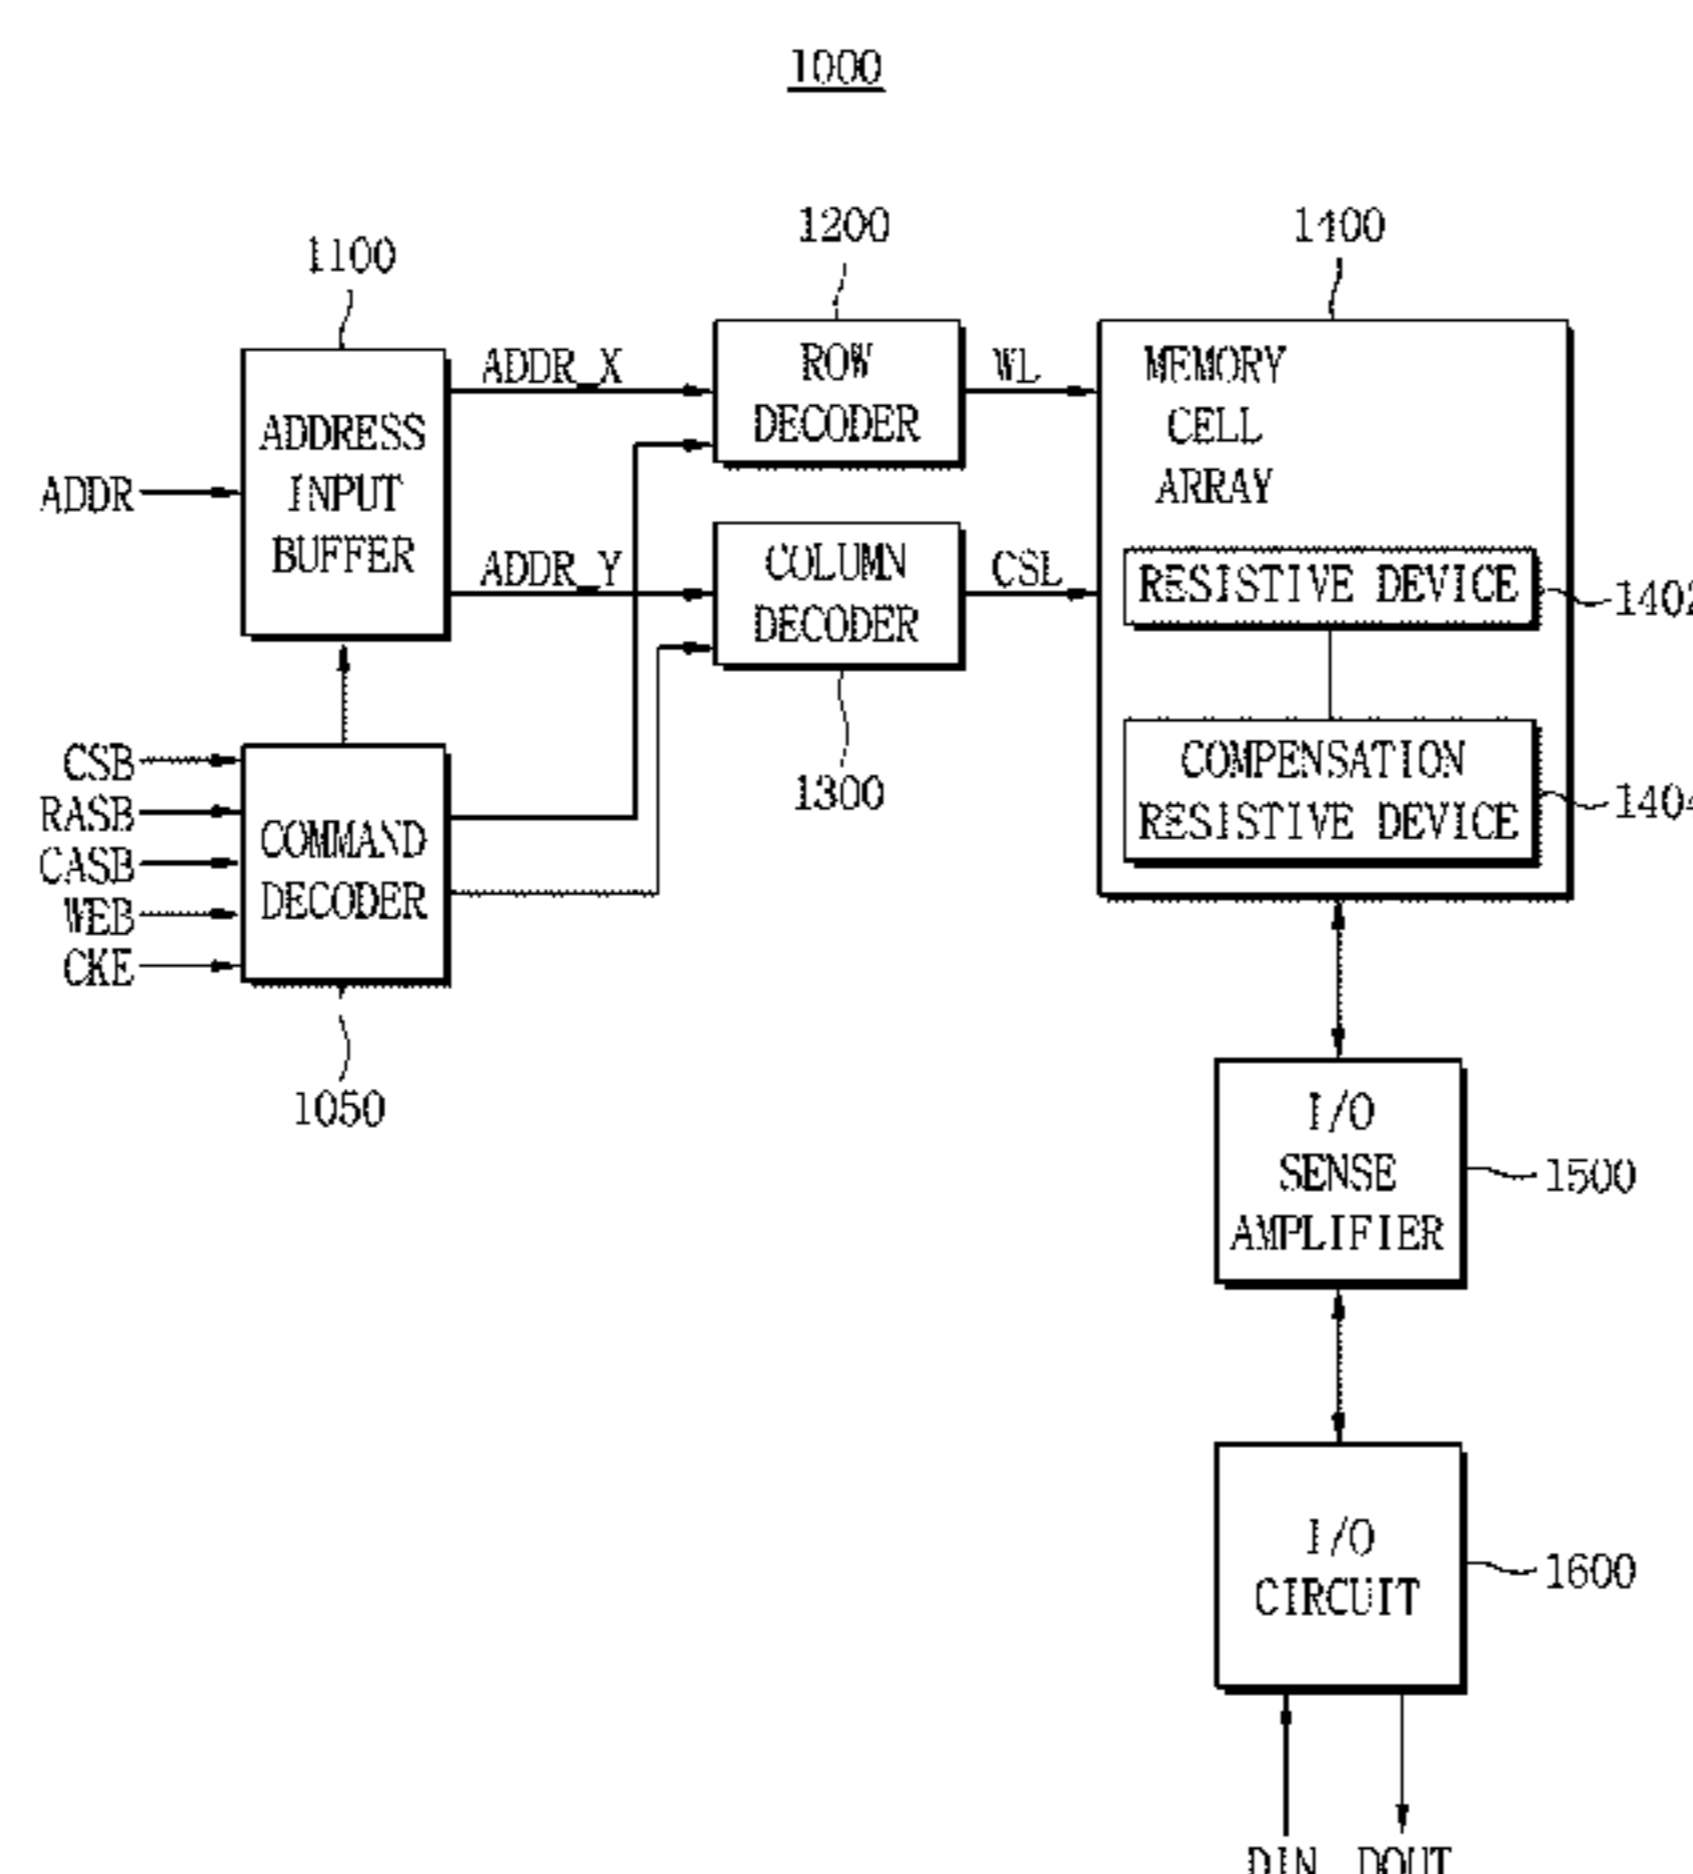 1000
1100
1200
1400
ADDR
ADDRESS
INPUT
BUFFER
ADDR_X
ADDR_Y
ROW
DECODER
COLUMN
DECODER
1300
WL
CSL
MEMORY
CELL
ARRAY
RESISTIVE DEVICE
1402
COMPENSATION
RESISTIVE DEVICE
1404
CSB
RASB
CASB
WEB
CKE
COMMAND
DECODER
1050
I/O
SENSE
AMPLIFIER
1500
I/O
CIRCUIT
1600
DIN
DOUT